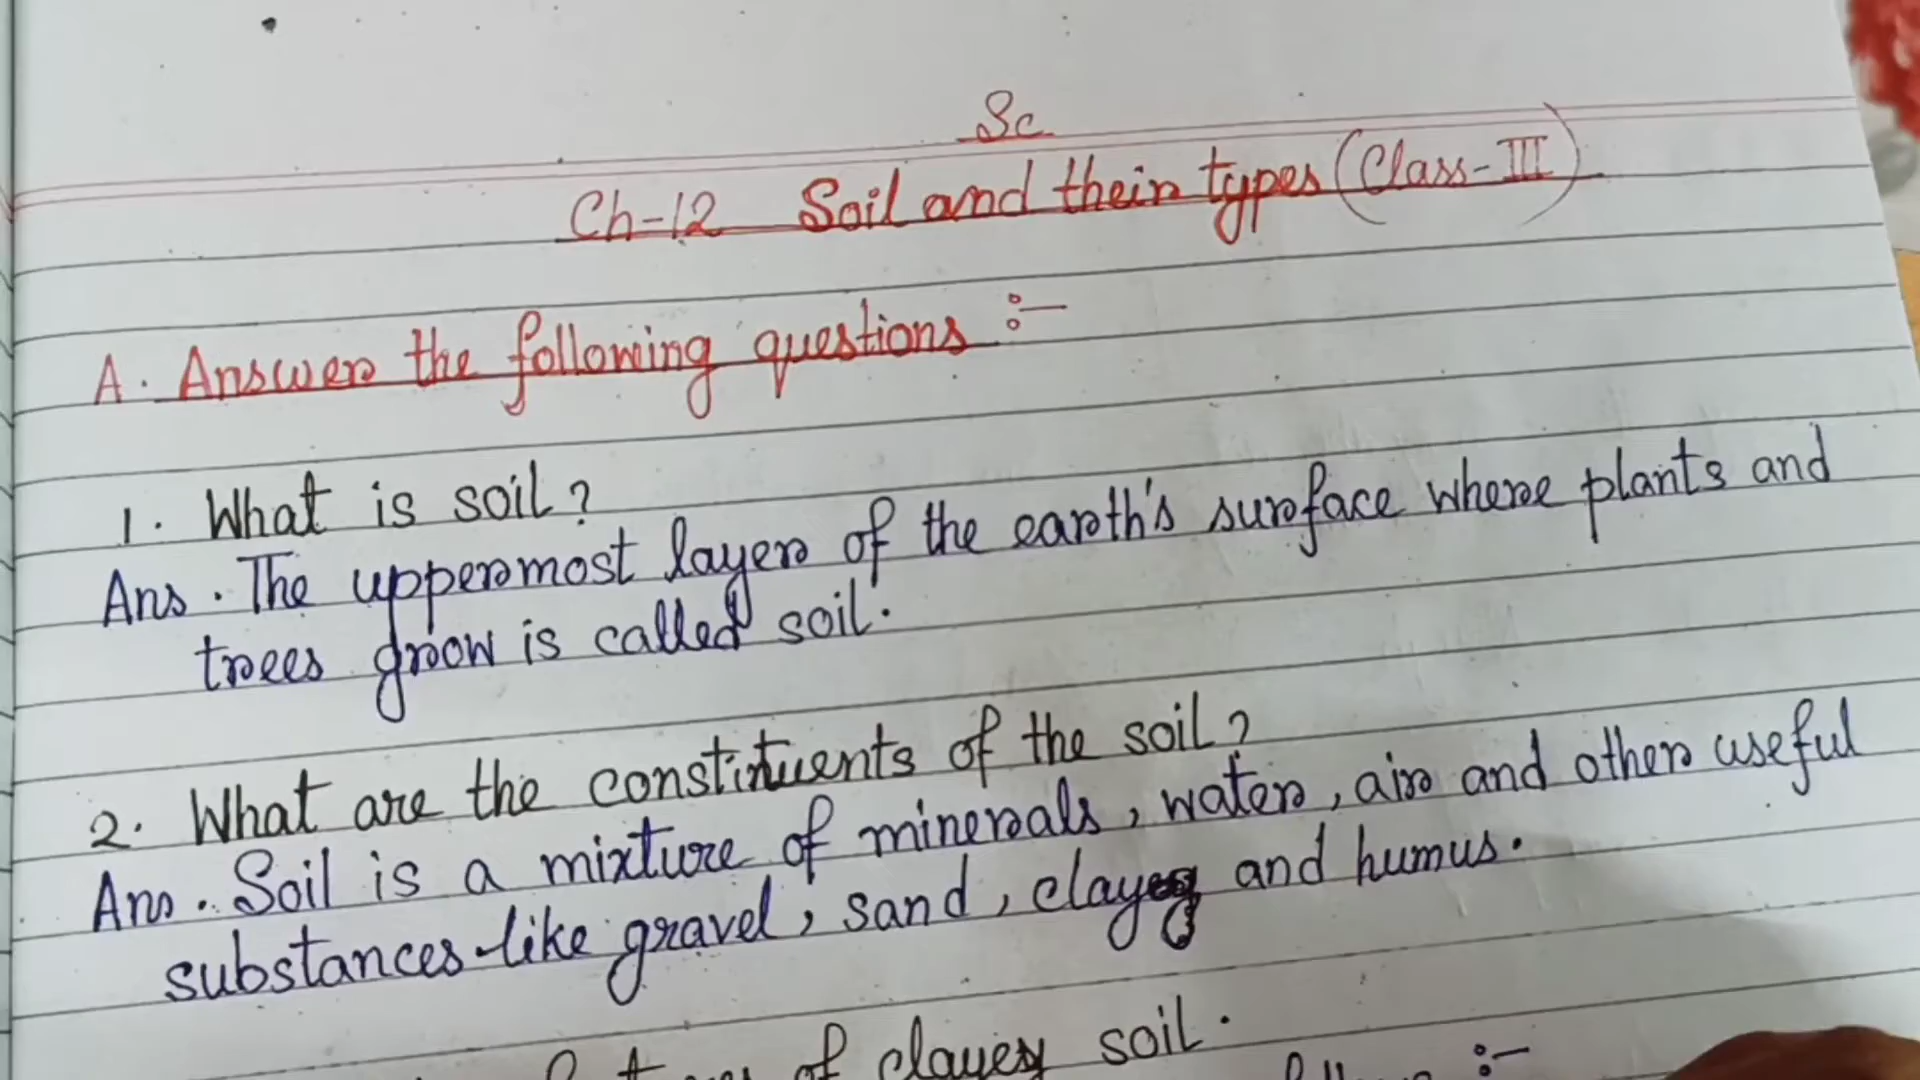 Sc
Ch-12 Soil and their types (Class-III)
A. Answer the following questions :-
1. What is soil?
Ans. The uppermost layer of the earth's surface where plants and
trees grow is called soil.
2. What are the constituents of the soil?
Ans. Soil is a mixture of minerals, water, air and other useful
substances like gravel, sand, clay and humus.
of clayey soil.
:-